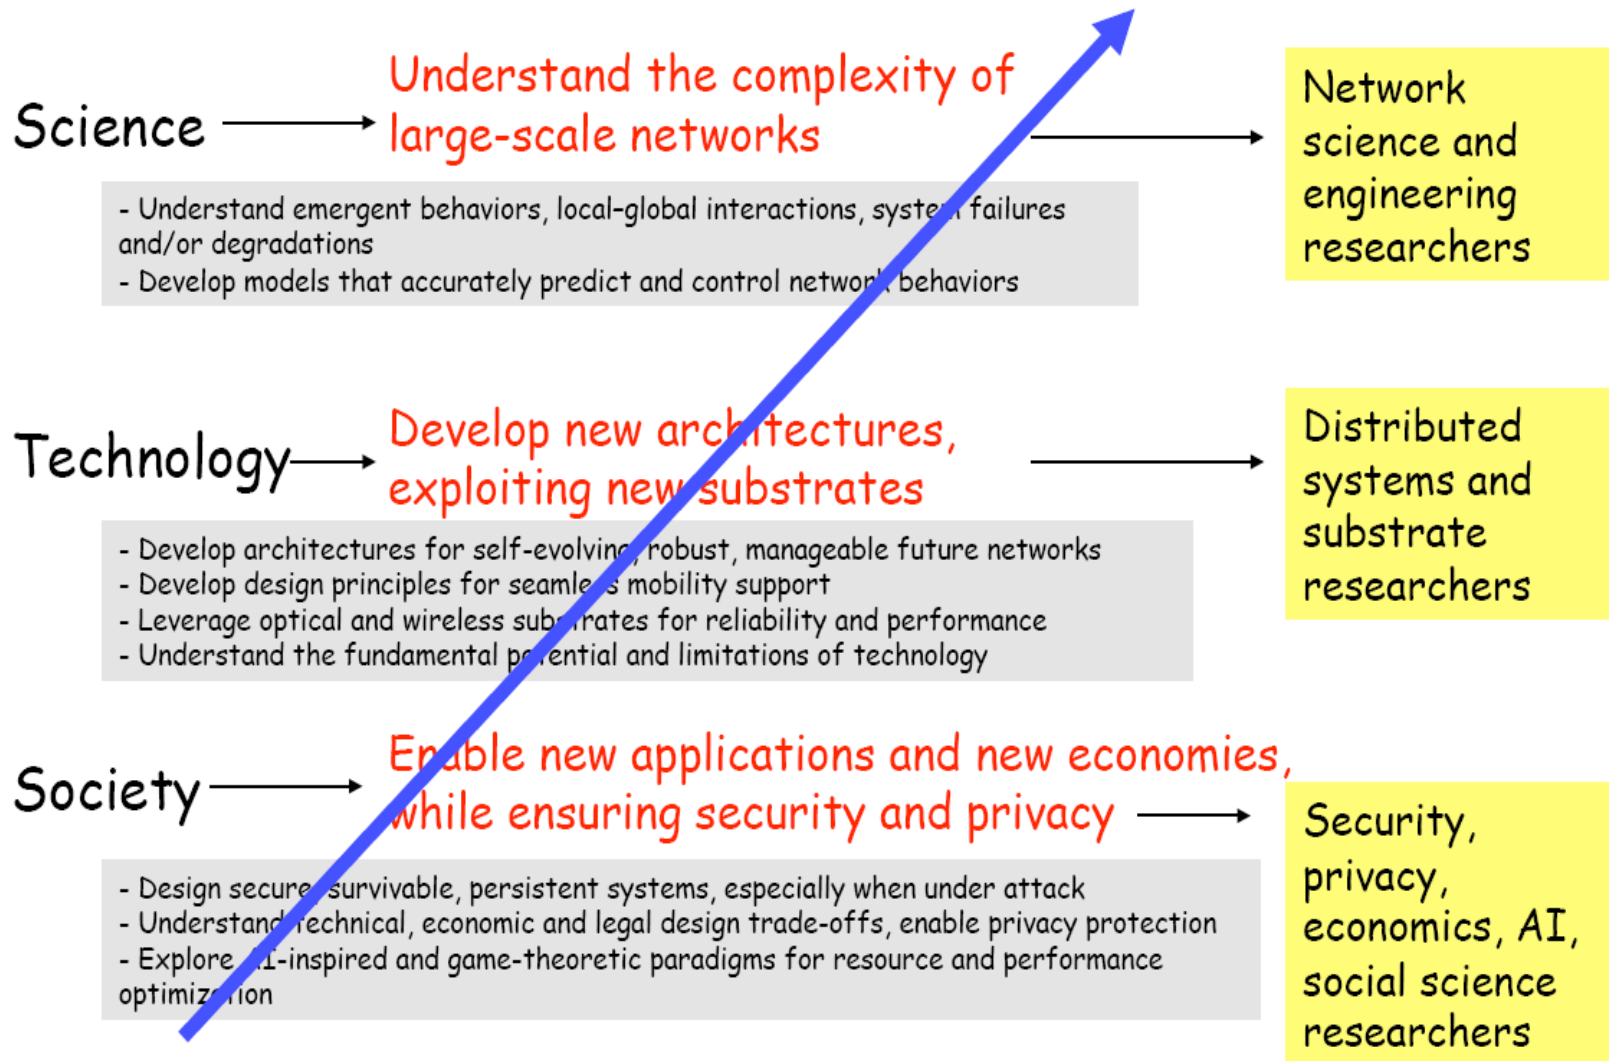 Science
Understand the complexity of
large-scale networks
Network
science and
engineering
researchers
- Understand emergent behaviors, local-global interactions, system failures
and/or degradations
- Develop models that accurately predict and control network behaviors
Technology
Develop new architectures,
exploiting new substrates
Distributed
systems and
substrate
researchers
- Develop architectures for self-evolving, robust, manageable future networks
- Develop design principles for seamless mobility support
- Leverage optical and wireless substrates for reliability and performance
- Understand the fundamental potential and limitations of technology
Society
Enable new applications and new economies,
while ensuring security and privacy
Security,
privacy,
economics, AI,
social science
researchers
- Design secure, survivable, persistent systems, especially when under attack
- Understand technical, economic and legal design trade-offs, enable privacy protection
- Explore AI-inspired and game-theoretic paradigms for resource and performance
optimization